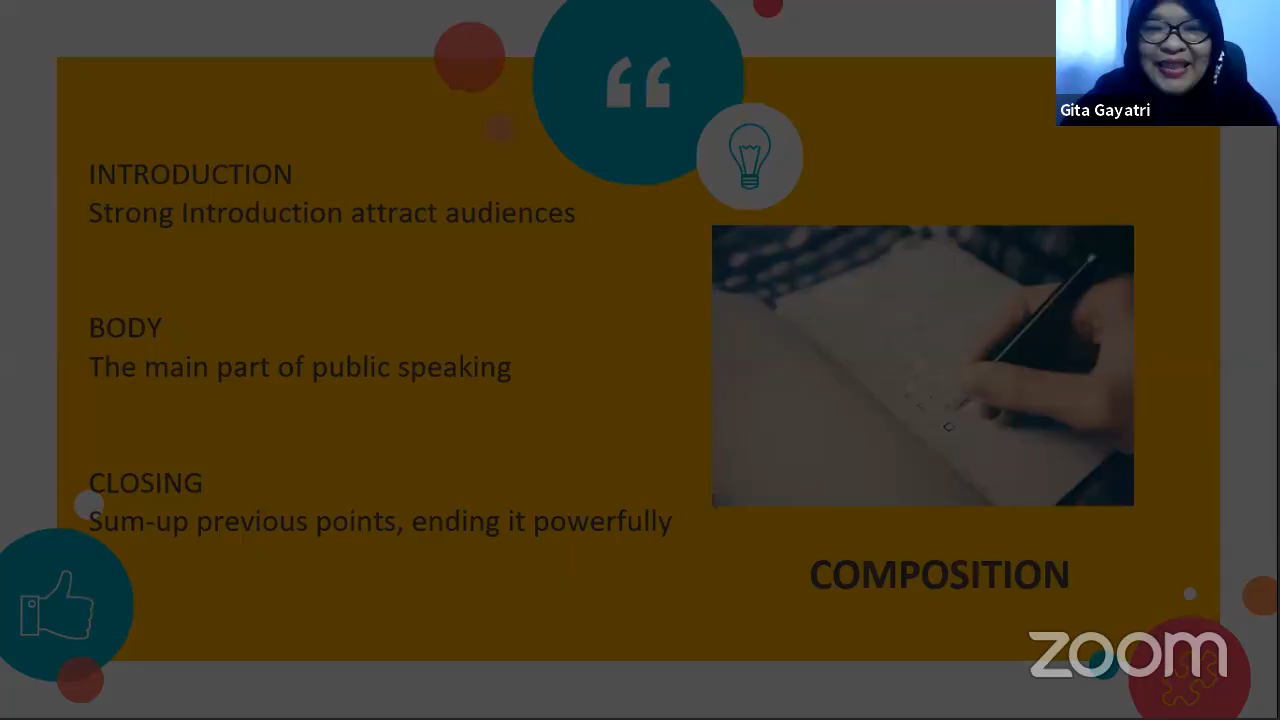 Gita Gayatri
INTRODUCTION
Strong Introduction attract audiences
BODY
The main part of public speaking
CLOSING
Sum-up previous points, ending it powerfully
COMPOSITION
zoom